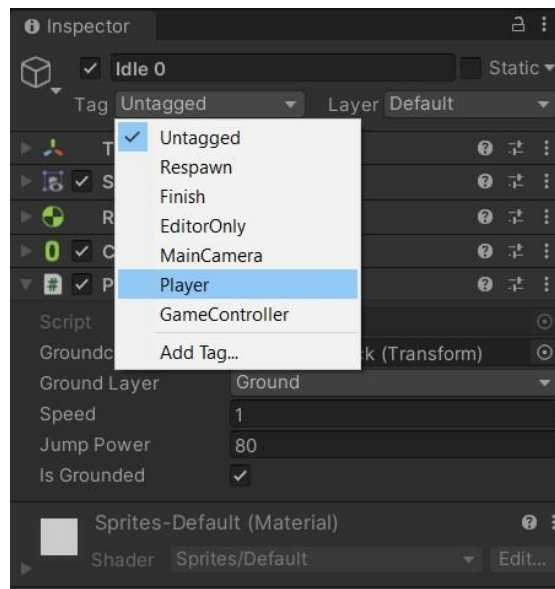 Inspector
Idle 0 Static
Tag Untagged Layer Default
Untagged
Respawn
Finish
EditorOnly
MainCamera
Player
GameController
Add Tag...
T
S
R
C
P
Script
Groundc k (Transform)
Ground Layer Ground
Speed 1
Jump Power 80
Is Grounded
Sprites-Default (Material)
Shader Sprites/Default Edit...